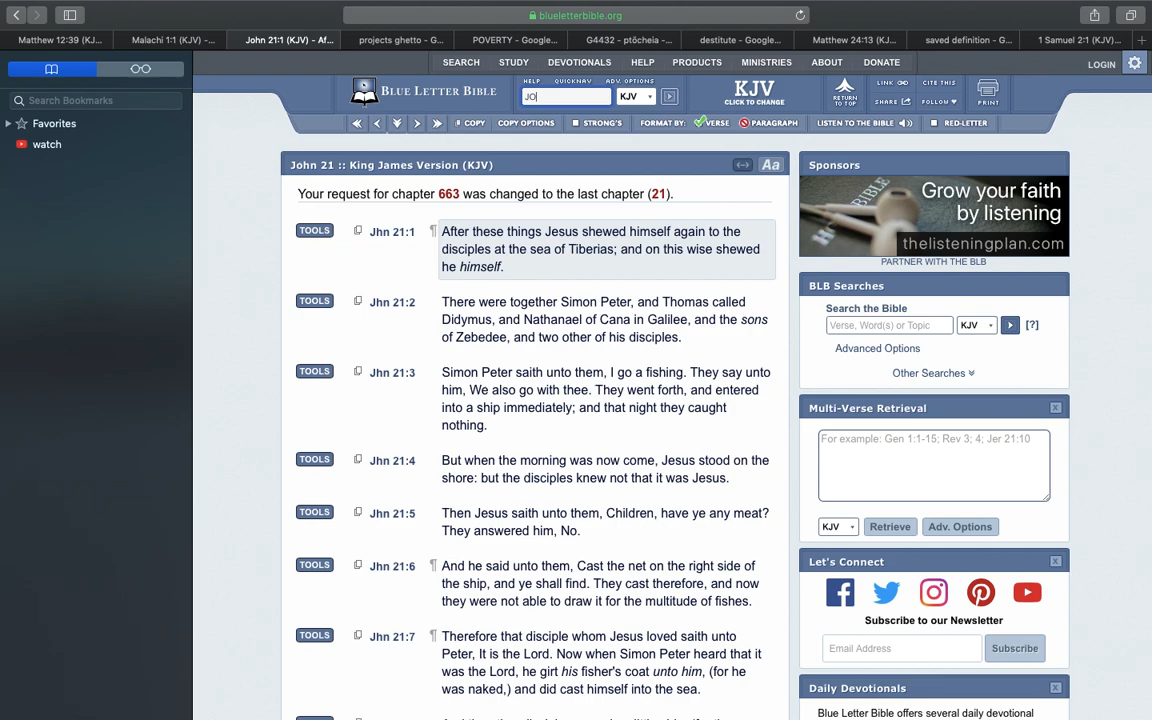 blueletterbible.org
Matthew 12:39 (KJ...
Malachi 1:1 (KJV) -...
John 21:1 (KJV) - Af...
projects ghetto - G...
POVERTY - Google...
G4432 - ptōcheia -...
destitute - Google...
Matthew 24:13 (KJ...
saved definition - G...
1 Samuel 2:1 (KJV)...
Search Bookmarks
Favorites
watch
SEARCH STUDY DEVOTIONALS HELP PRODUCTS MINISTRIES ABOUT DONATE
LOGIN
BLUE LETTER BIBLE
HELP QUICKNAV ADV. OPTIONS
JO KJV
KJV
CLICK TO CHANGE
RETURN
TO TOP
LINK CITE THIS
SHARE FOLLOW
PRINT
COPY COPY OPTIONS STRONG'S FORMAT BY: VERSE PARAGRAPH LISTEN TO THE BIBLE RED-LETTER
John 21 :: King James Version (KJV)
Aa
Your request for chapter 663 was changed to the last chapter (21).
TOOLS Jhn 21:1 ¶ After these things Jesus shewed himself again to the
disciples at the sea of Tiberias; and on this wise shewed
he himself.
TOOLS Jhn 21:2 There were together Simon Peter, and Thomas called
Didymus, and Nathanael of Cana in Galilee, and the sons
of Zebedee, and two other of his disciples.
TOOLS Jhn 21:3 Simon Peter saith unto them, I go a fishing. They say unto
him, We also go with thee. They went forth, and entered
into a ship immediately; and that night they caught
nothing.
TOOLS Jhn 21:4 But when the morning was now come, Jesus stood on the
shore: but the disciples knew not that it was Jesus.
TOOLS Jhn 21:5 Then Jesus saith unto them, Children, have ye any meat?
They answered him, No.
TOOLS Jhn 21:6 ¶ And he said unto them, Cast the net on the right side of
the ship, and ye shall find. They cast therefore, and now
they were not able to draw it for the multitude of fishes.
TOOLS Jhn 21:7 ¶ Therefore that disciple whom Jesus loved saith unto
Peter, It is the Lord. Now when Simon Peter heard that it
was the Lord, he girt his fisher's coat unto him, (for he
was naked,) and did cast himself into the sea.
Sponsors
BIBLE
Grow your faith
by listening
thelisteningplan.com
PARTNER WITH THE BLB
BLB Searches
Search the Bible
Verse, Word(s) or Topic KJV [?]
Advanced Options
Other Searches
Multi-Verse Retrieval
For example: Gen 1:1-15; Rev 3; 4; Jer 21:10
KJV Retrieve Adv. Options
Let's Connect
Subscribe to our Newsletter
Email Address Subscribe
Daily Devotionals
Blue Letter Bible offers several daily devotional